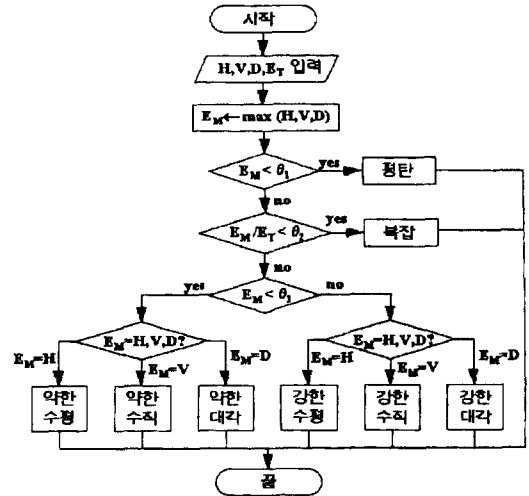 시작
H,V,D,E_T 입력
E_M ← max (H,V,D)
E_M < θ_1
yes
평탄
no
E_M / E_T < θ_2
yes
복잡
no
yes
E_M < θ_3
no
E_M=H,V,D?
E_M=H,V,D?
E_M=H
E_M=V
E_M=D
E_M=H
E_M=V
E_M=D
약한
수평
약한
수직
약한
대각
강한
수평
강한
수직
강한
대각
끝